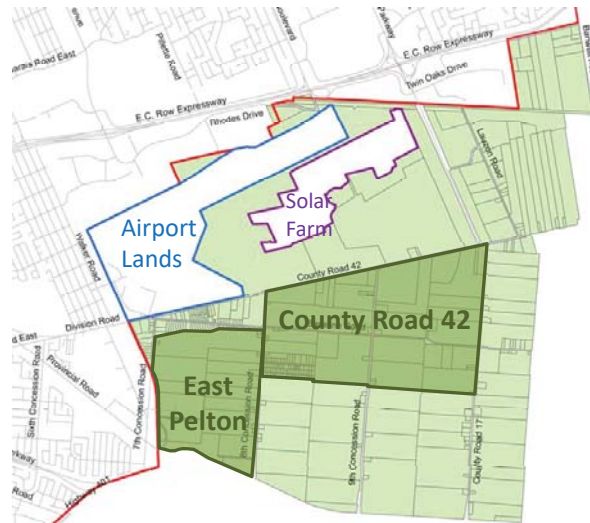 E.C. Row Expressway
Twin Oaks Drive
Pillette Road
E.C. Row Expressway
Rhodes Drive
Lauzon Road
Solar
Farm
Airport
Lands
Walker Road
County Road 42
Division Road
County Road 42
East
Pelton
Provincial Road
Sixth Concession Road
7th Concession Road
8th Concession Road
9th Concession Road
County Road 17
Highway 401
Road